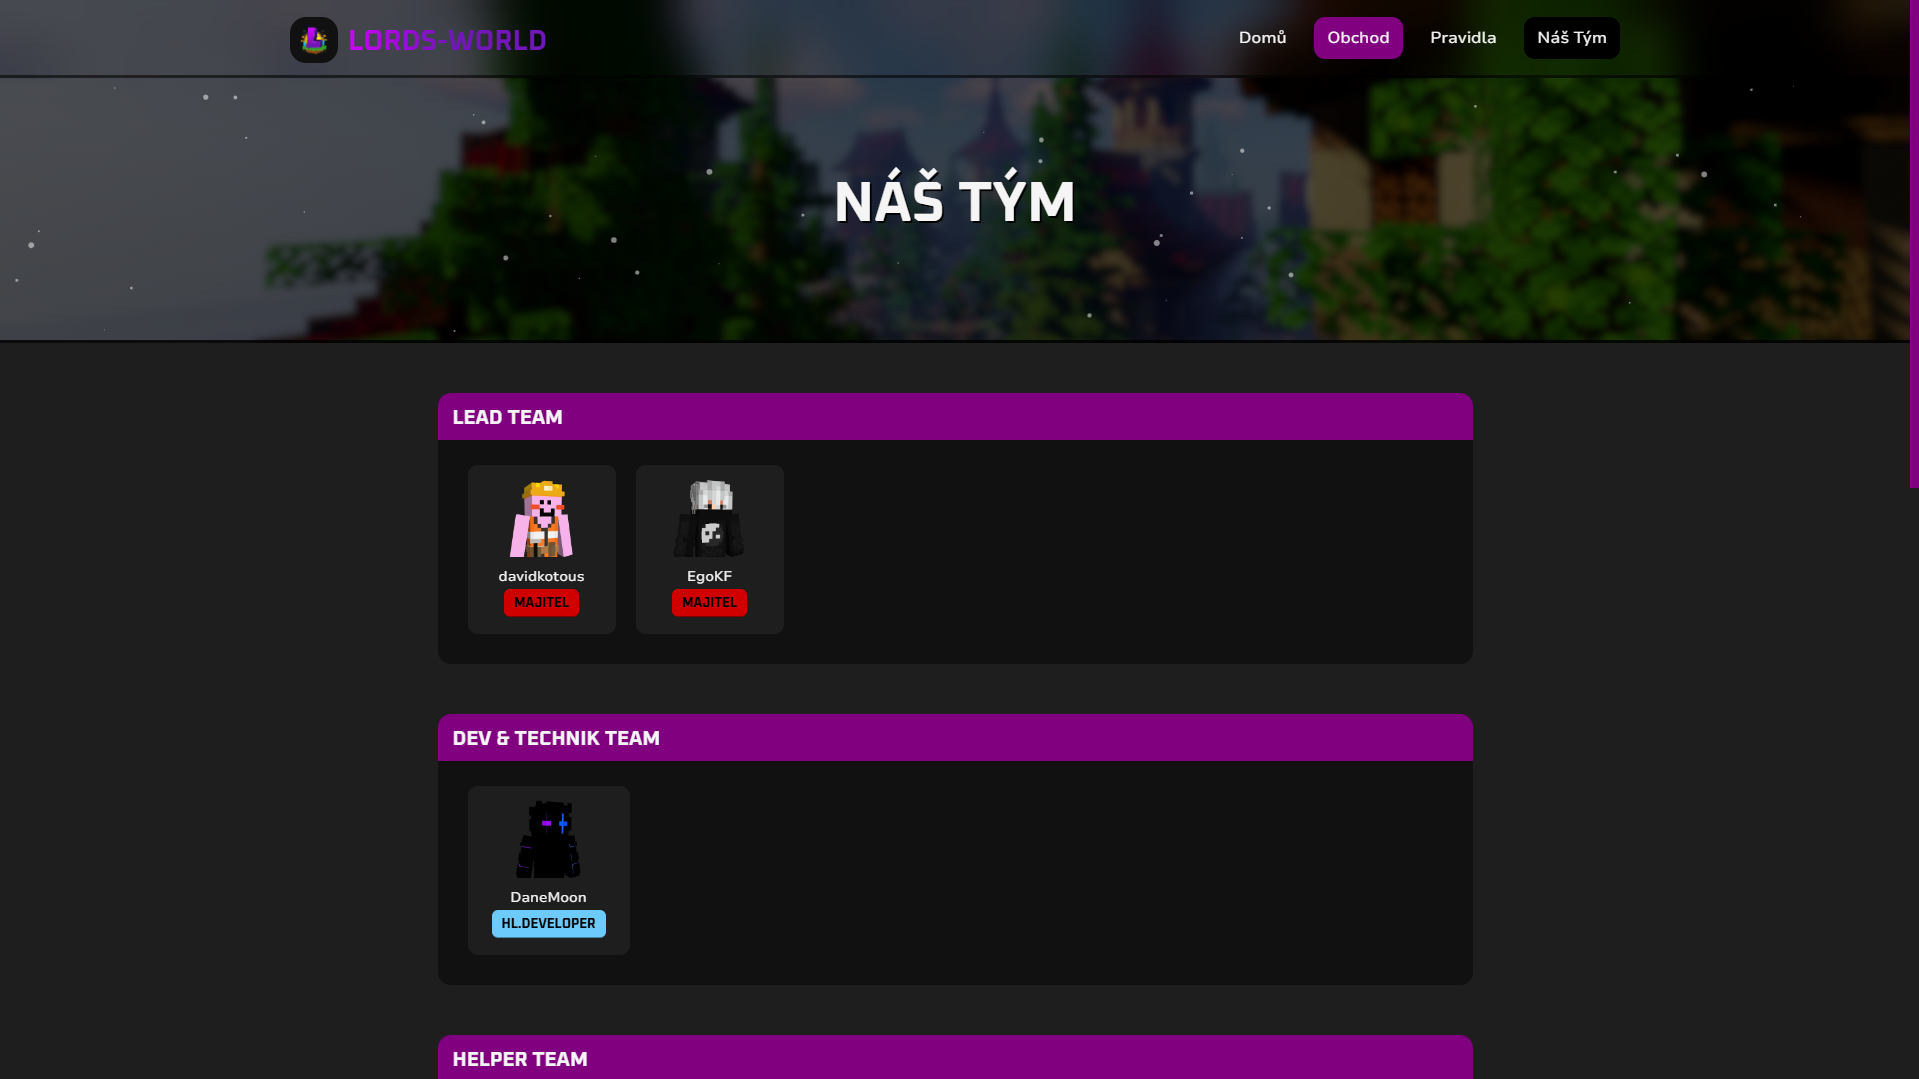 LORDS-WORLD
Domů
Obchod
Pravidla
Náš Tým
NÁŠ TÝM
LEAD TEAM
davidkotous
MAJITEL
EgoKF
MAJITEL
DEV & TECHNIK TEAM
DaneMoon
HL.DEVELOPER
HELPER TEAM